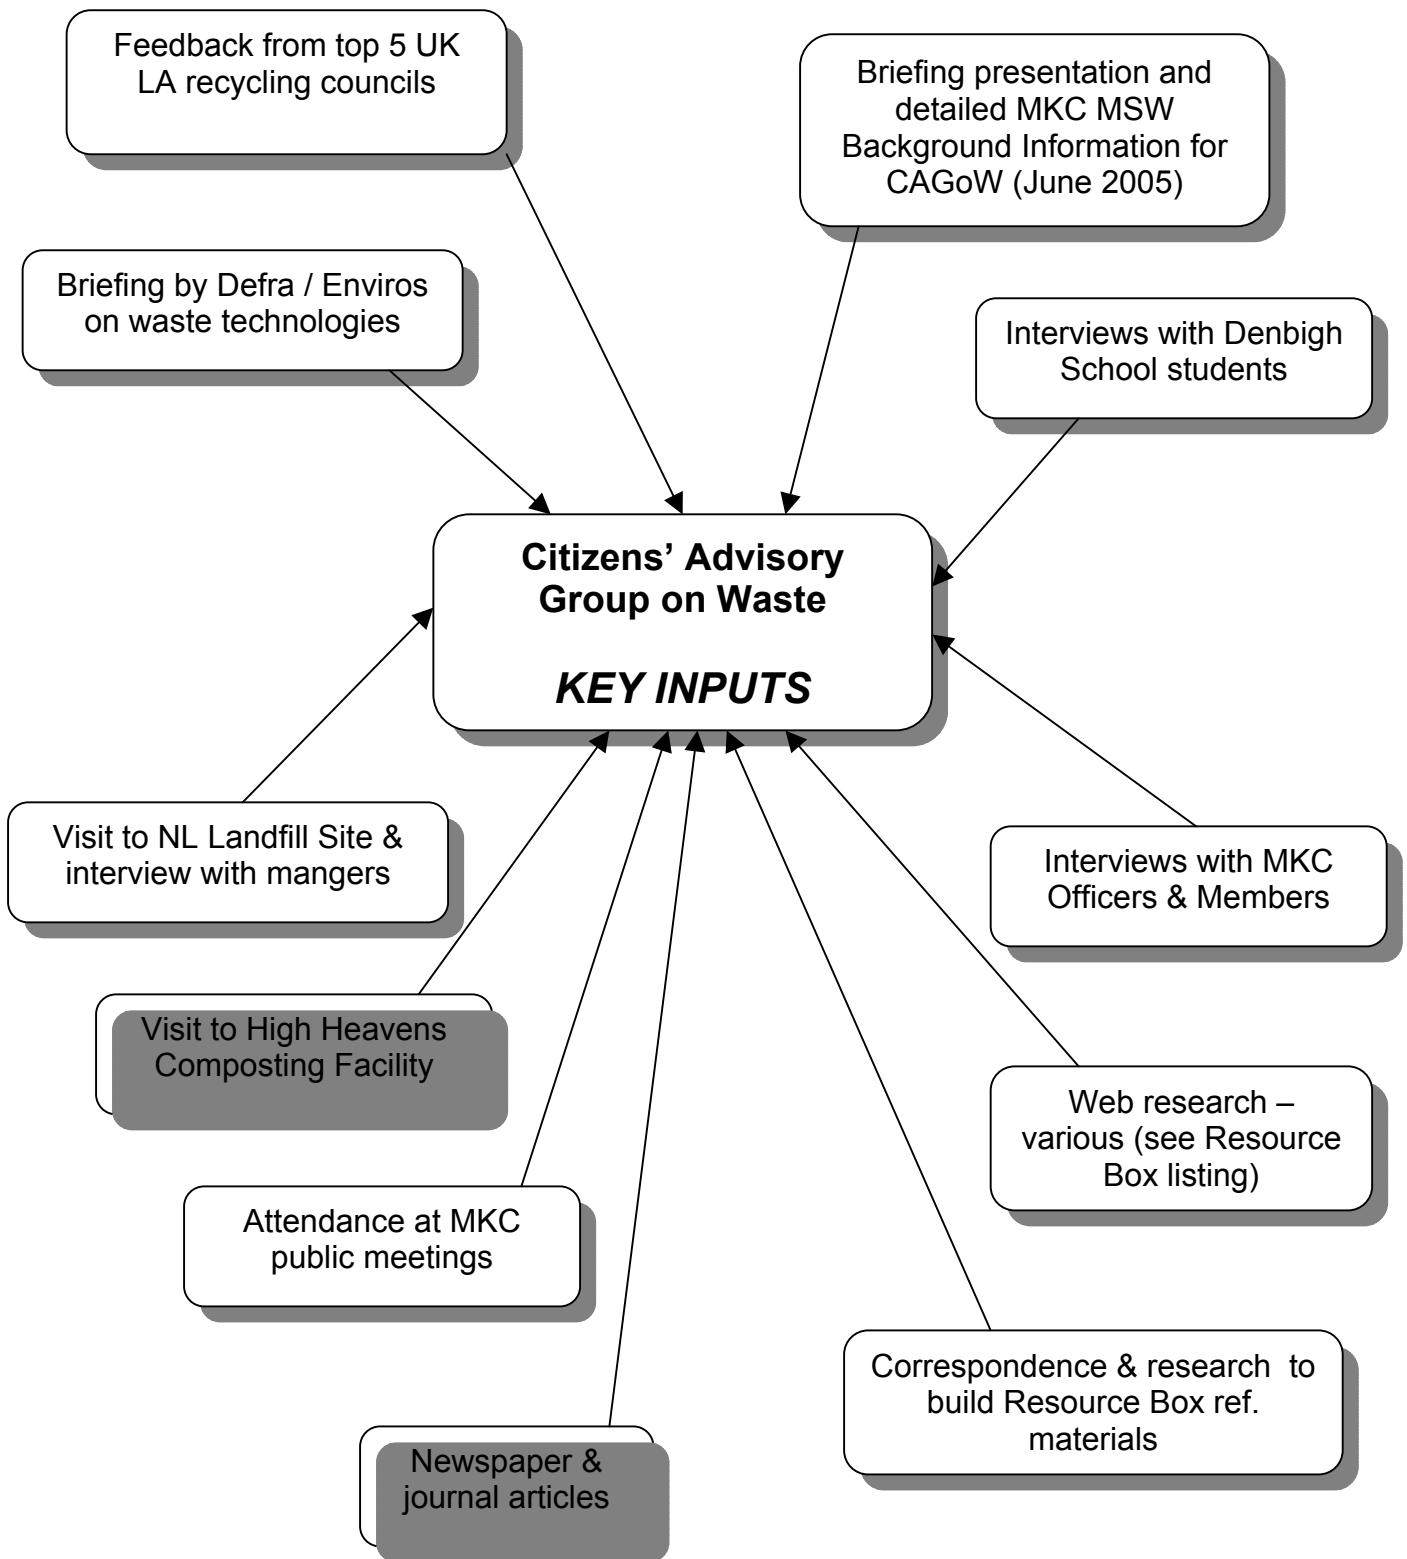 Feedback from top 5 UK
LA recycling councils
Briefing presentation and
detailed MKC MSW
Background Information for
CAGoW (June 2005)
Briefing by Defra / Enviros
on waste technologies
Interviews with Denbigh
School students
Citizens’ Advisory
Group on Waste
KEY INPUTS
Visit to NL Landfill Site &
interview with mangers
Interviews with MKC
Officers & Members
Visit to High Heavens
Composting Facility
Web research –
various (see Resource
Box listing)
Attendance at MKC
public meetings
Correspondence & research to
build Resource Box ref.
materials
Newspaper &
journal articles